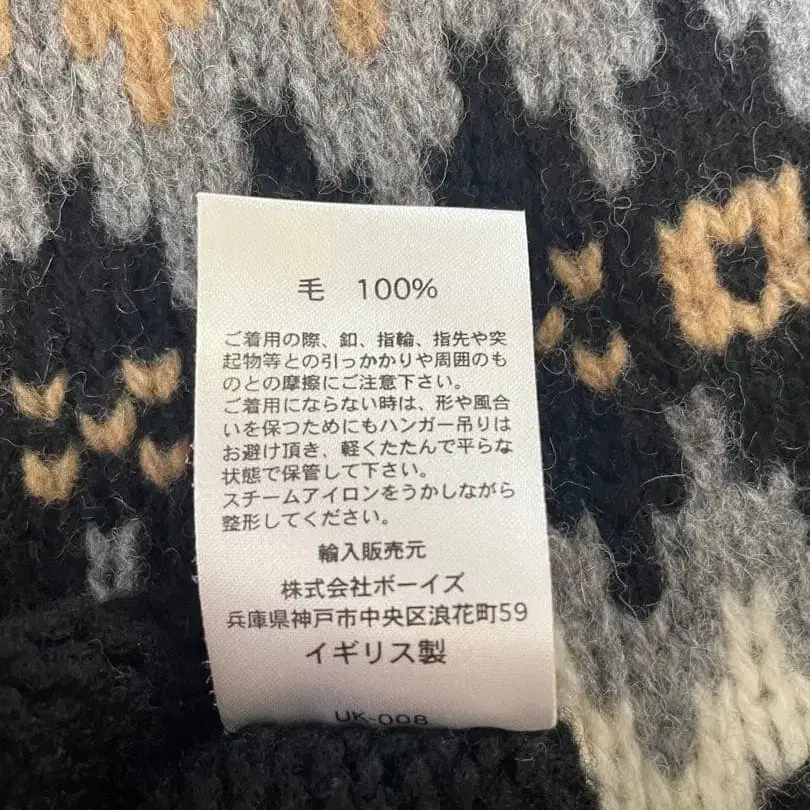 毛 100%
ご着用の際、釦、指輪、指先や突
起物等との引っかかりや周囲のも
のとの摩擦にご注意下さい。
ご着用にならない時は、形や風合
いを保つためにもハンガー吊りは
お避け頂き、軽くたたんで平らな
状態で保管して下さい。
スチームアイロンをうかしながら
整形してください。
輸入販売元
株式会社ボーイズ
兵庫県神戸市中央区浪花町59
イギリス製
UK-008